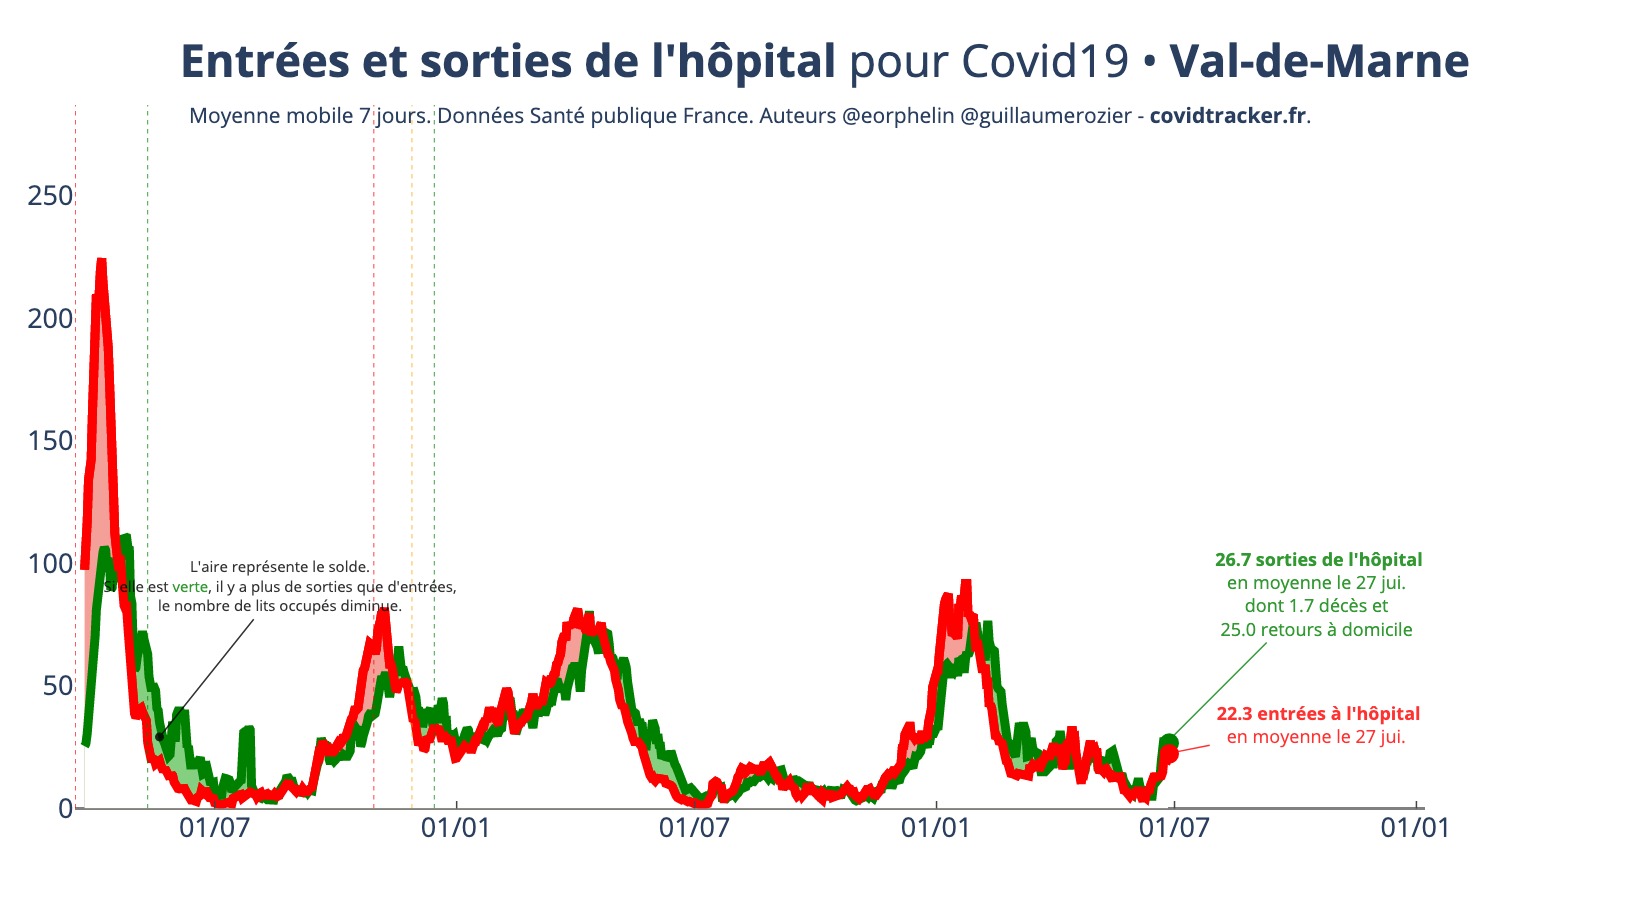 Entrées et sorties de l'hôpital pour Covid19 • Val-de-Marne
Moyenne mobile 7 jours. Données Santé publique France. Auteurs @eorphelin @guillaumerozier - covidtracker.fr.
250
200
150
100
50
0
L'aire représente le solde.
Si elle est verte, il y a plus de sorties que d'entrées,
le nombre de lits occupés diminue.
26.7 sorties de l'hôpital
en moyenne le 27 jui.
dont 1.7 décès et
25.0 retours à domicile
22.3 entrées à l'hôpital
en moyenne le 27 jui.
01/07 01/01 01/07 01/01 01/07 01/01